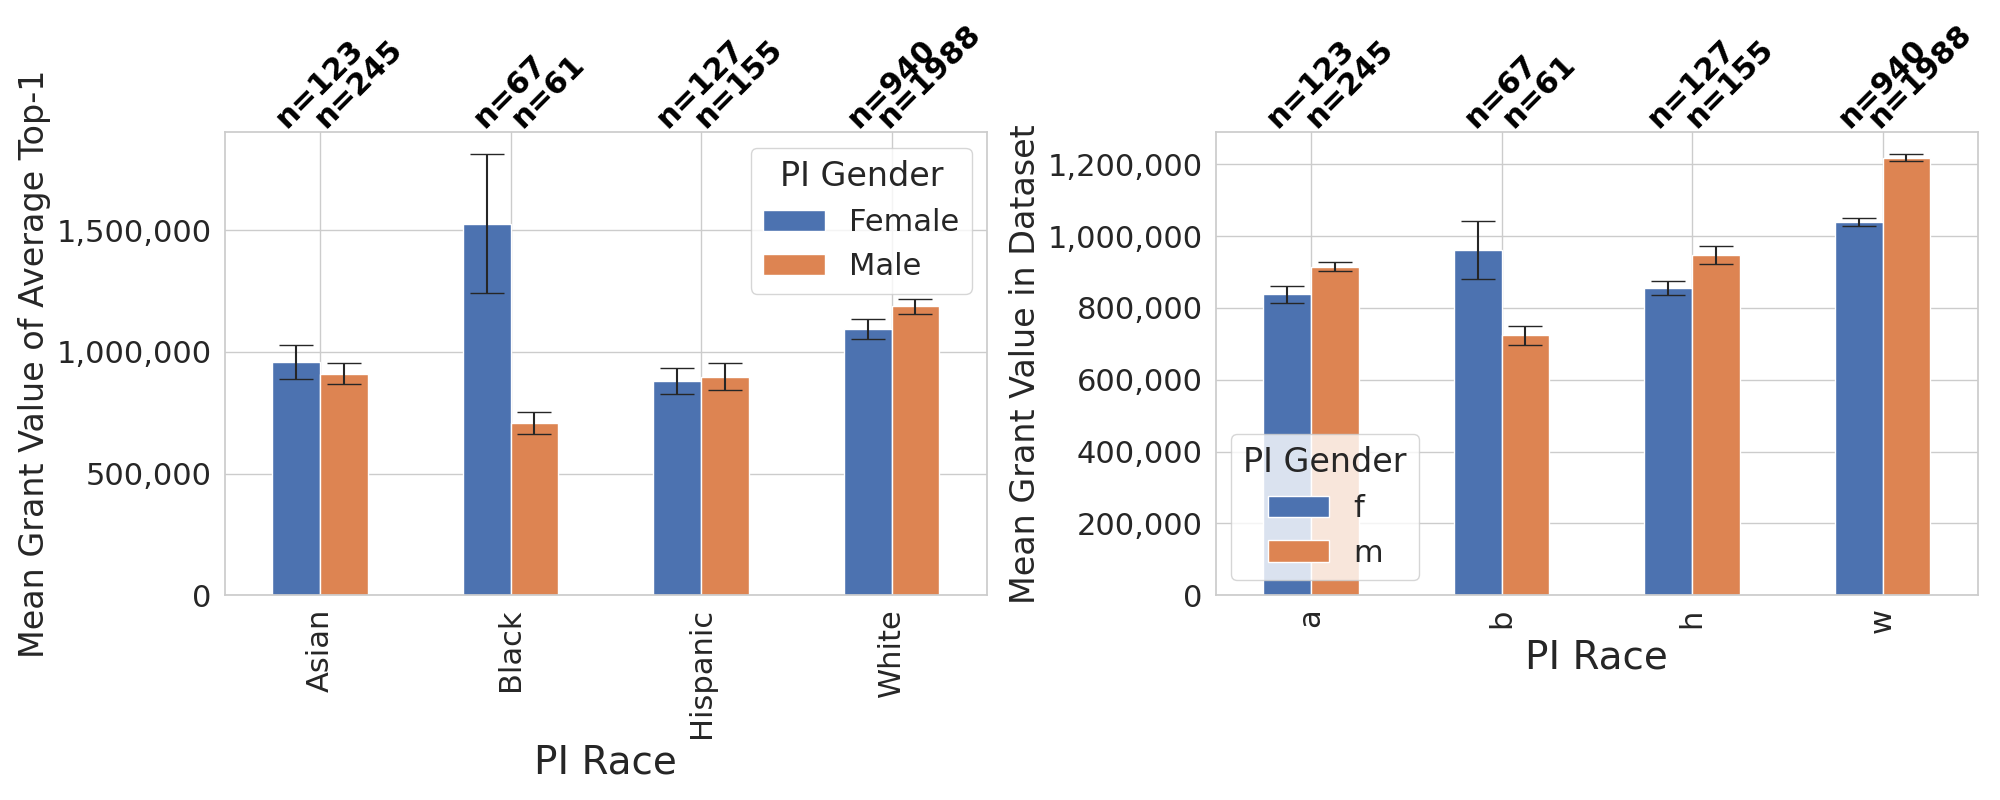 n=123
n=245
n=67
n=61
n=127
n=155
n=940
n=1988
Mean Grant Value of Average Top-1
1,500,000
1,000,000
500,000
0
PI Gender
Female
Male
Asian
Black
Hispanic
White
PI Race
n=123
n=245
n=67
n=61
n=127
n=155
n=940
n=1988
Mean Grant Value in Dataset
1,200,000
1,000,000
800,000
600,000
400,000
200,000
0
PI Gender
f
m
a
b
h
w
PI Race